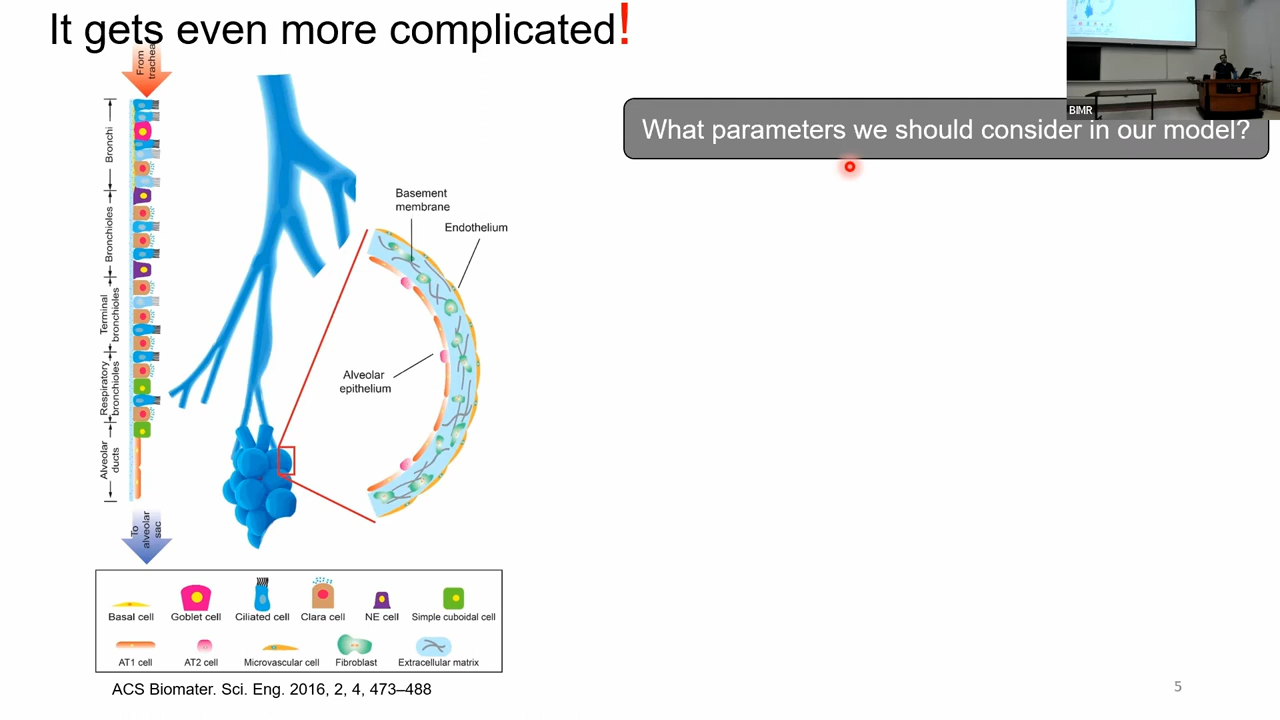 It gets even more complicated!
BIMR
What parameters we should consider in our model?
From
trachea
Bronchi
Bronchioles
Terminal
bronchioles
Respiratory
bronchioles
Alveolar
ducts
To
alveolar
sac
Basement
membrane
Endothelium
Alveolar
epithelium
Basal cell
Goblet cell
Ciliated cell
Clara cell
NE cell
Simple cuboidal cell
AT1 cell
AT2 cell
Microvascular cell
Fibroblast
Extracellular matrix
ACS Biomater. Sci. Eng. 2016, 2, 4, 473–488
5